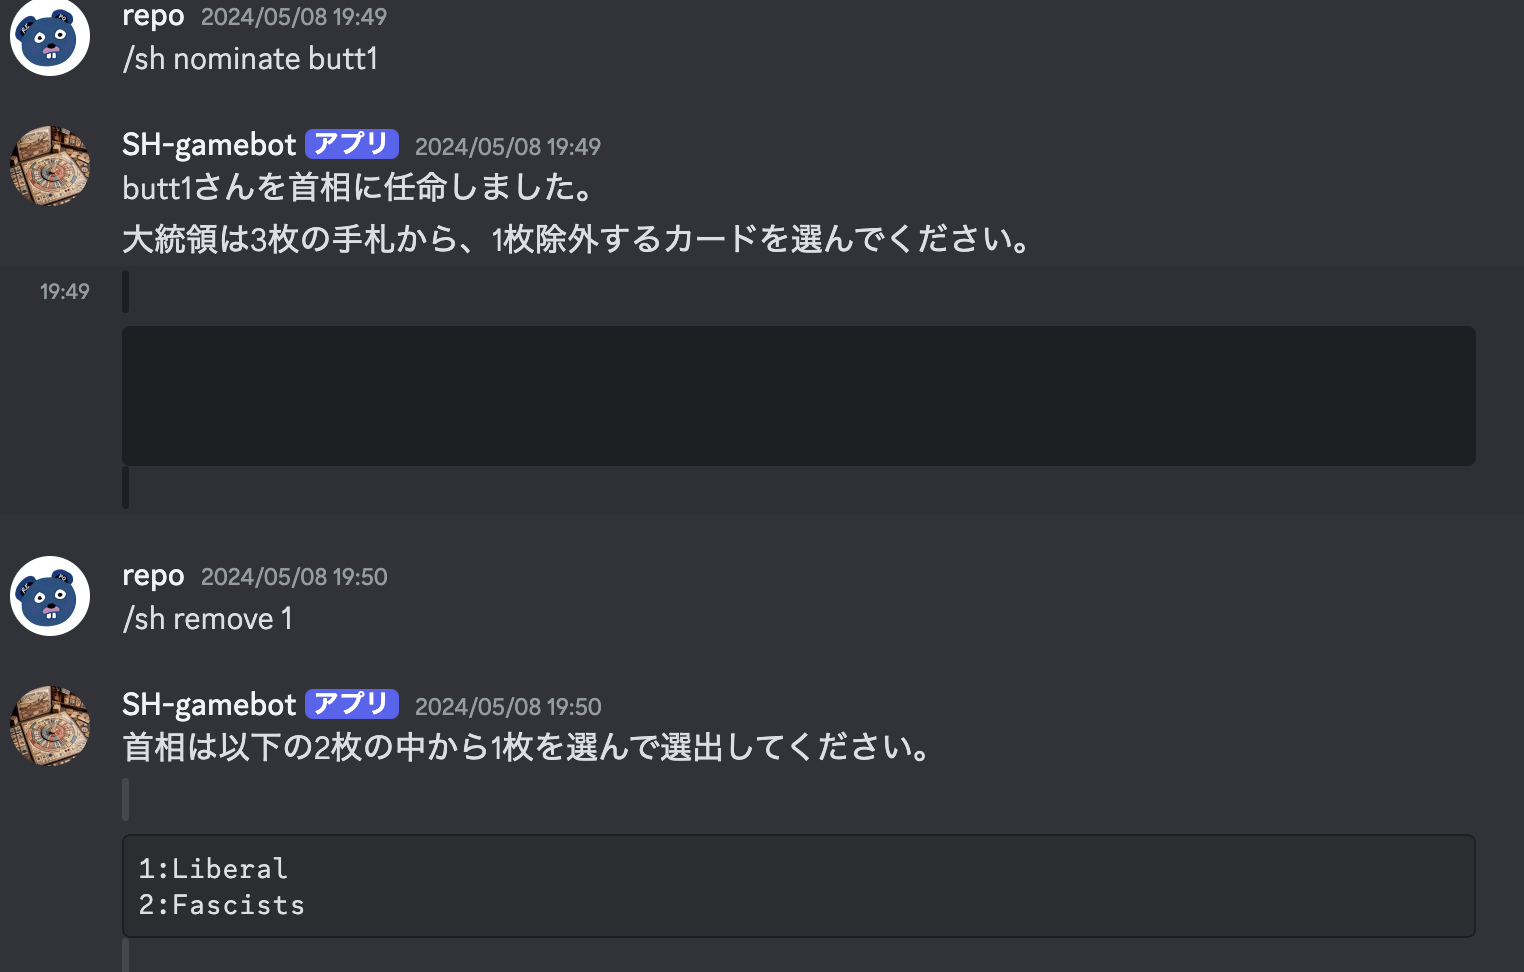 repo 2024/05/08 19:49
/sh nominate butt1
SH-gamebot アプリ 2024/05/08 19:49
butt1さんを首相に任命しました。
大統領は3枚の手札から、1枚除外するカードを選んでください。
19:49
repo 2024/05/08 19:50
/sh remove 1
SH-gamebot アプリ 2024/05/08 19:50
首相は以下の2枚の中から1枚を選んで選出してください。
1:Liberal
2:Fascists